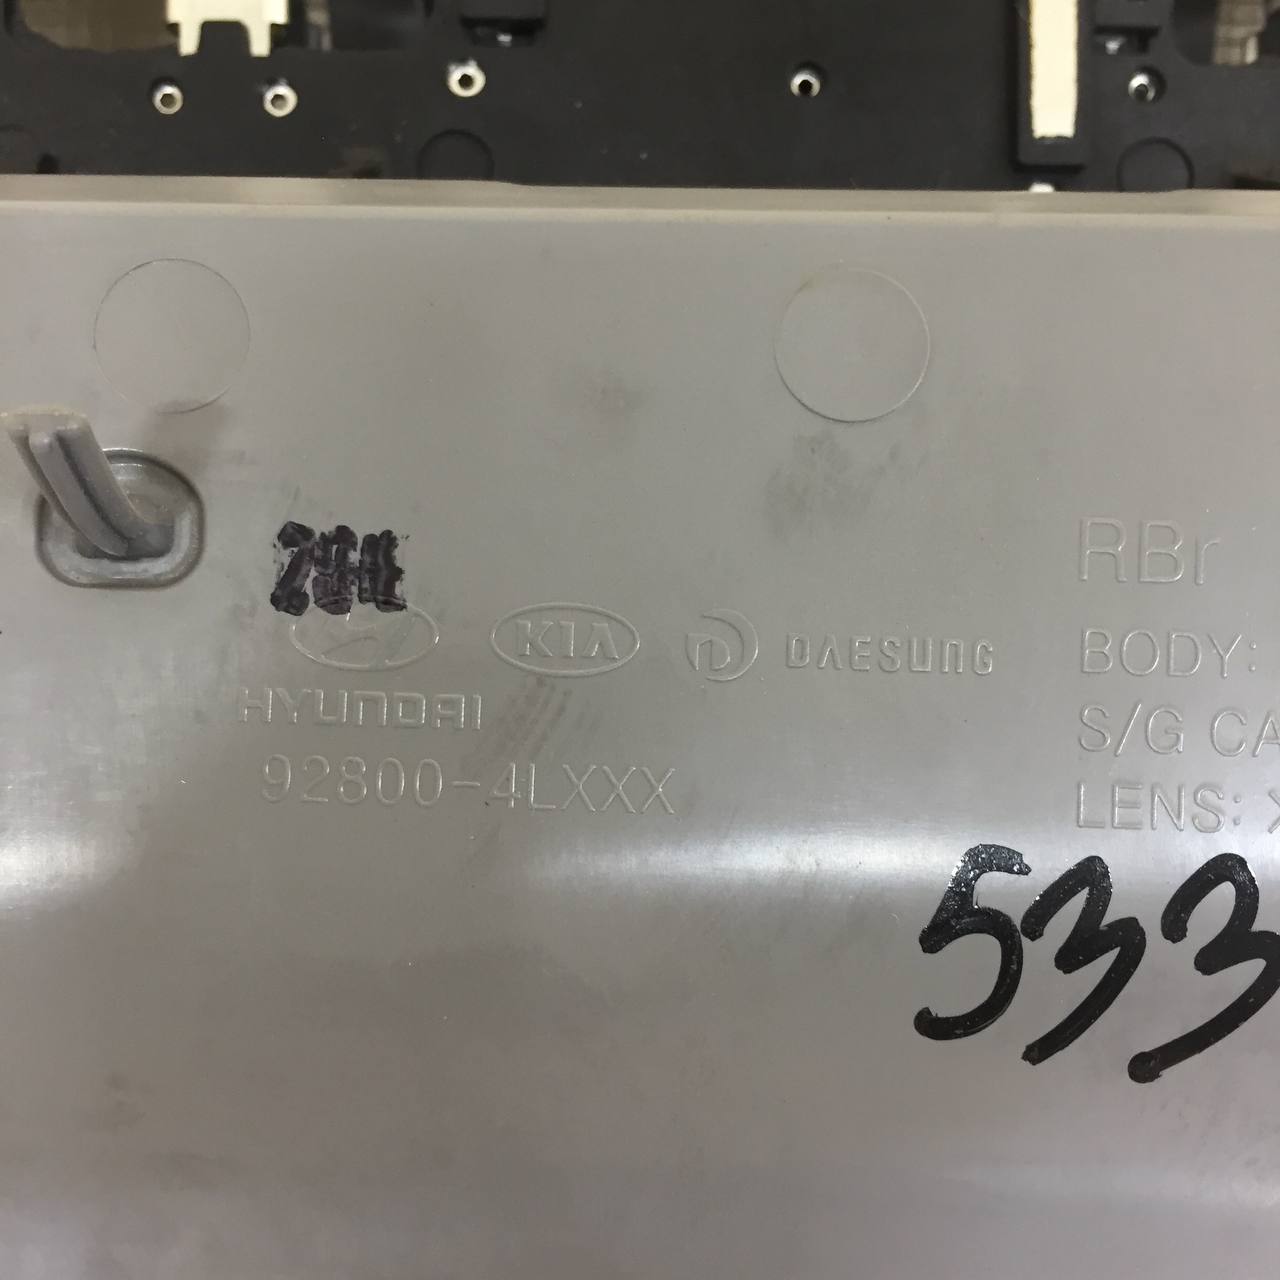 RBr
KIA DAESUNG BODY:
HYUNDAI S/G CA
92800-4LXXX LENS:
533